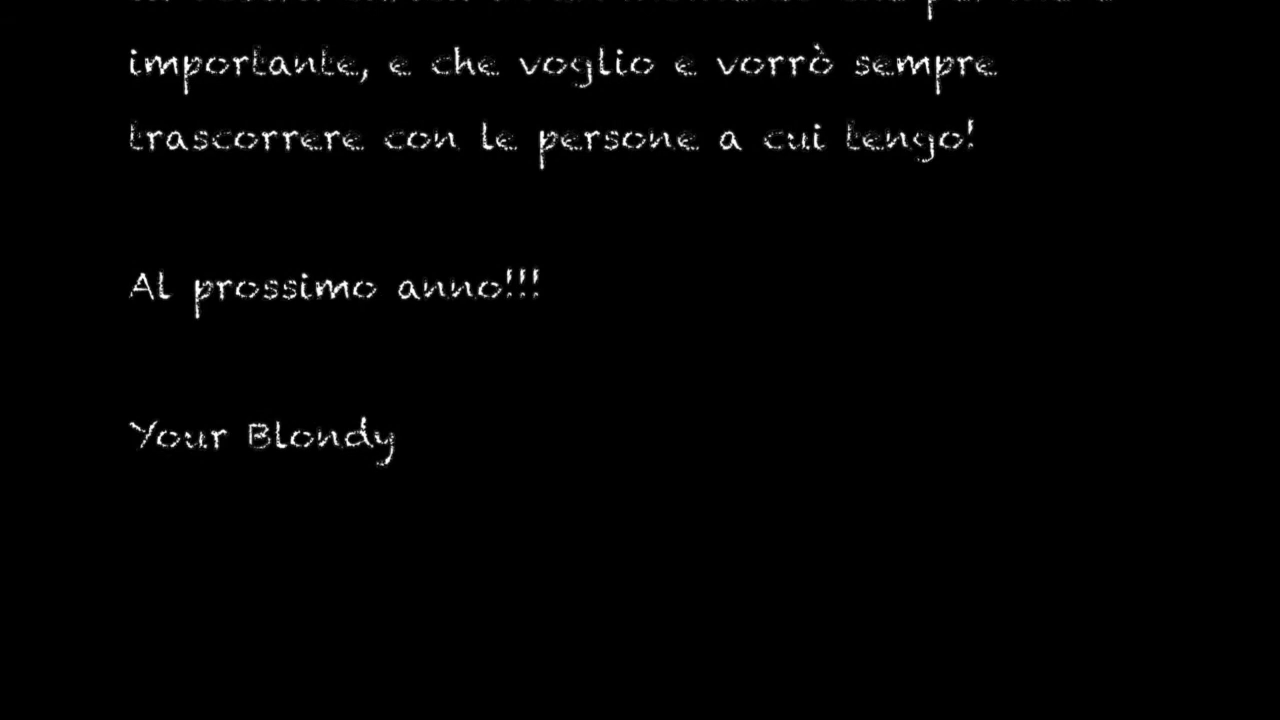 importante, e che voglio e vorrò sempre
trascorrere con le persone a cui tengo!
Al prossimo anno!!!
Your Blondy